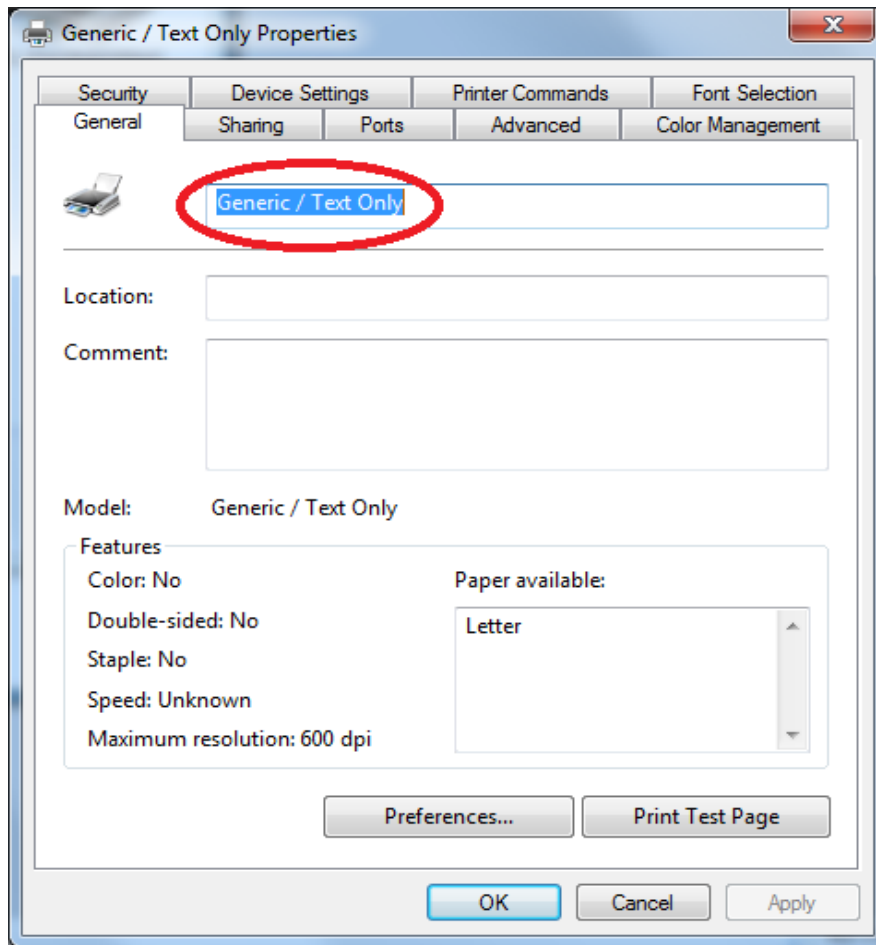 Generic / Text Only Properties
Security Device Settings Printer Commands Font Selection
General Sharing Ports Advanced Color Management
Generic / Text Only
Location:
Comment:
Model: Generic / Text Only
Features
Color: No Paper available:
Double-sided: No Letter
Staple: No
Speed: Unknown
Maximum resolution: 600 dpi
Preferences... Print Test Page
OK Cancel Apply